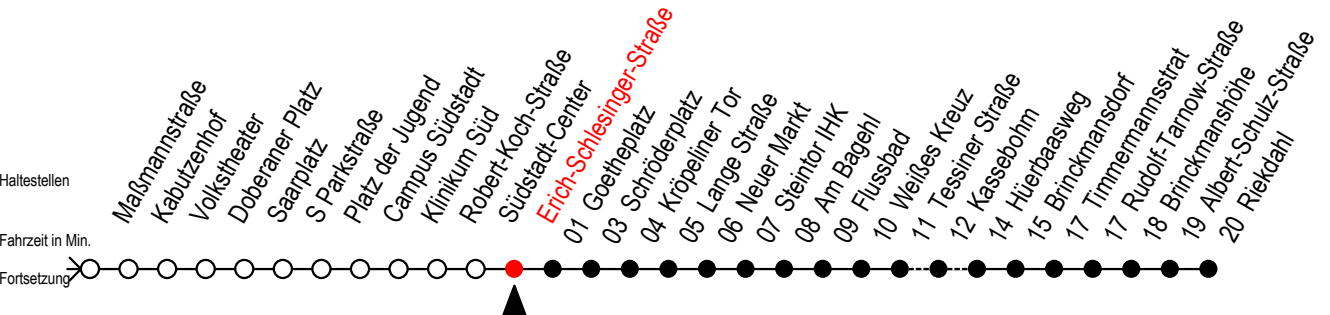 Haltestellen
Fahrzeit in Min.
Fortsetzung
Maßmannstraße
Kabutzenhof
Volkstheater
Doberaner Platz
Saarplatz
S Parkstraße
Platz der Jugend
Campus Südstadt
Klinikum Süd
Robert-Koch-Straße
Südstadt-Center
Erich-Schlesinger-Straße
01 Goetheplatz
03 Schröderplatz
04 Kröpeliner Tor
05 Lange Straße
06 Neuer Markt
07 Steintor IHK
08 Am Bagehl
09 Flussbad
10 Weißes Kreuz
11 Tessiner Straße
12 Kassebohm
14 Hüerbaasweg
15 Brinckmansdorf
17 Timmermannsstrat
17 Rudolf-Tarnow-Straße
18 Brinckmanshöhe
19 Albert-Schulz-Straße
20 Riekdahl